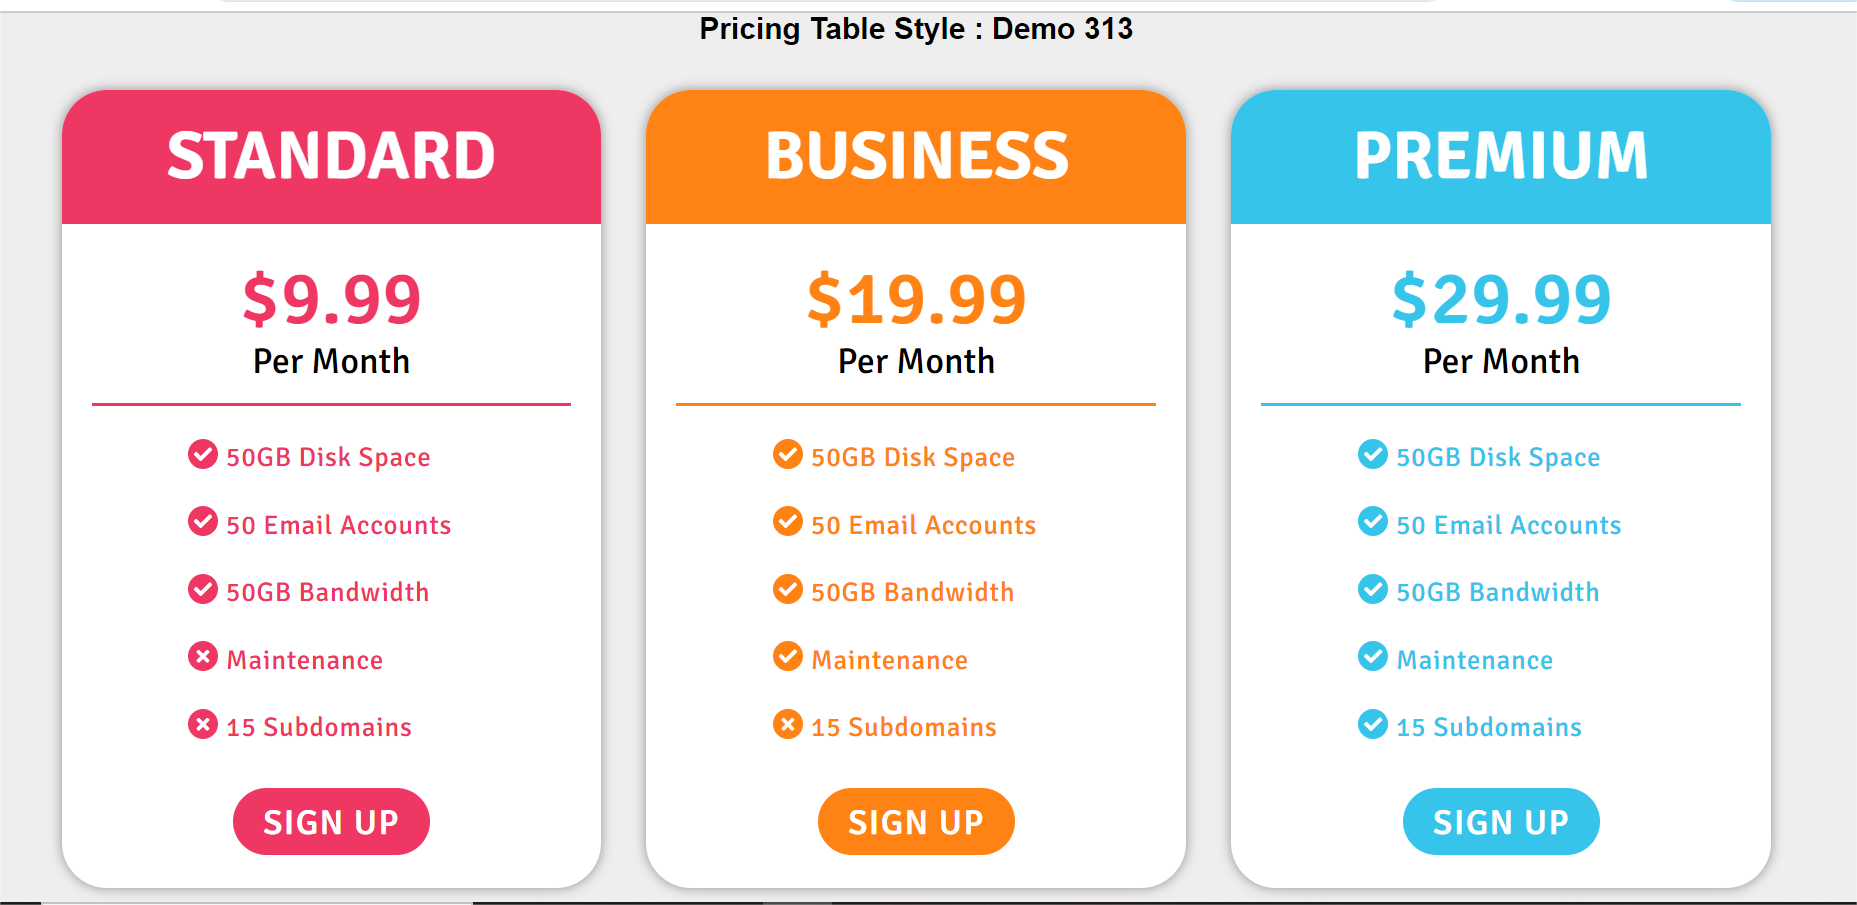 Pricing Table Style : Demo 313
STANDARD
$9.99
Per Month
50GB Disk Space
50 Email Accounts
50GB Bandwidth
Maintenance
15 Subdomains
SIGN UP
BUSINESS
$19.99
Per Month
50GB Disk Space
50 Email Accounts
50GB Bandwidth
Maintenance
15 Subdomains
SIGN UP
PREMIUM
$29.99
Per Month
50GB Disk Space
50 Email Accounts
50GB Bandwidth
Maintenance
15 Subdomains
SIGN UP